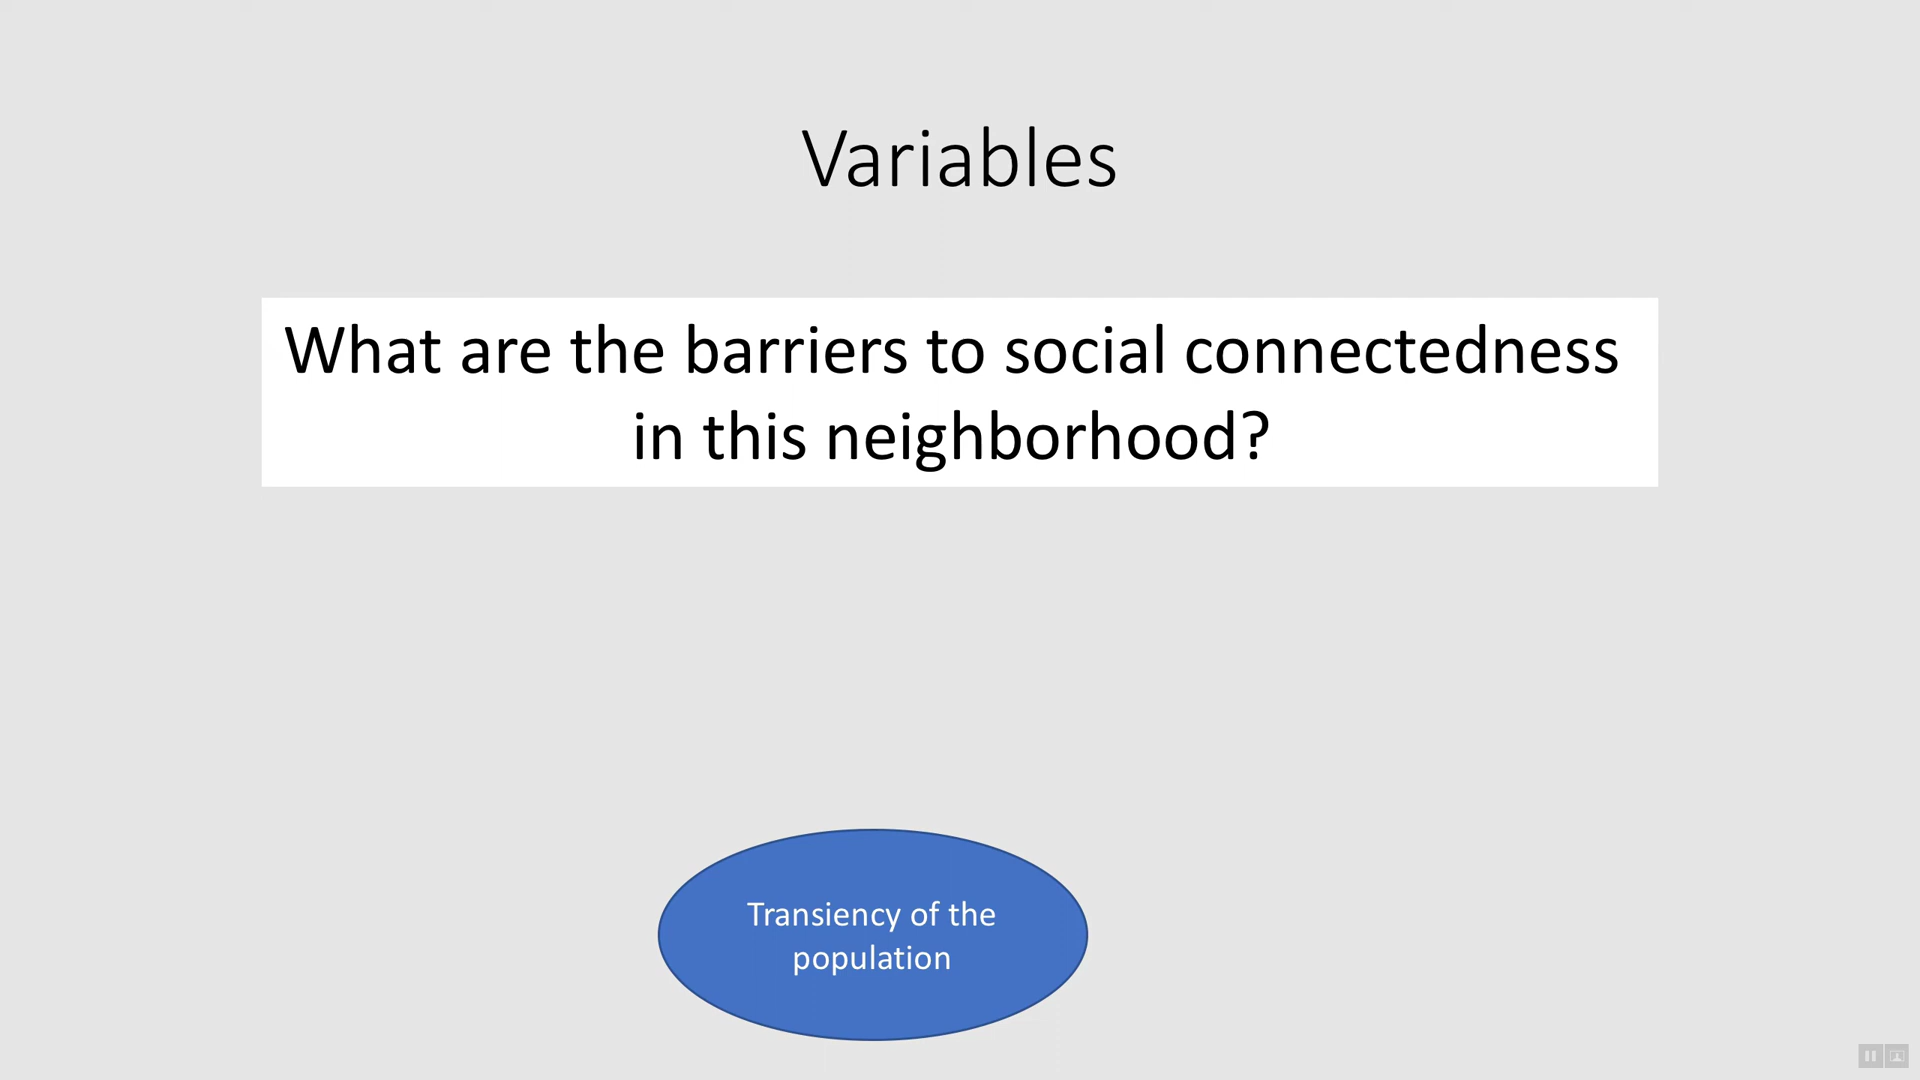 Variables
What are the barriers to social connectedness
in this neighborhood?
Transiency of the
population